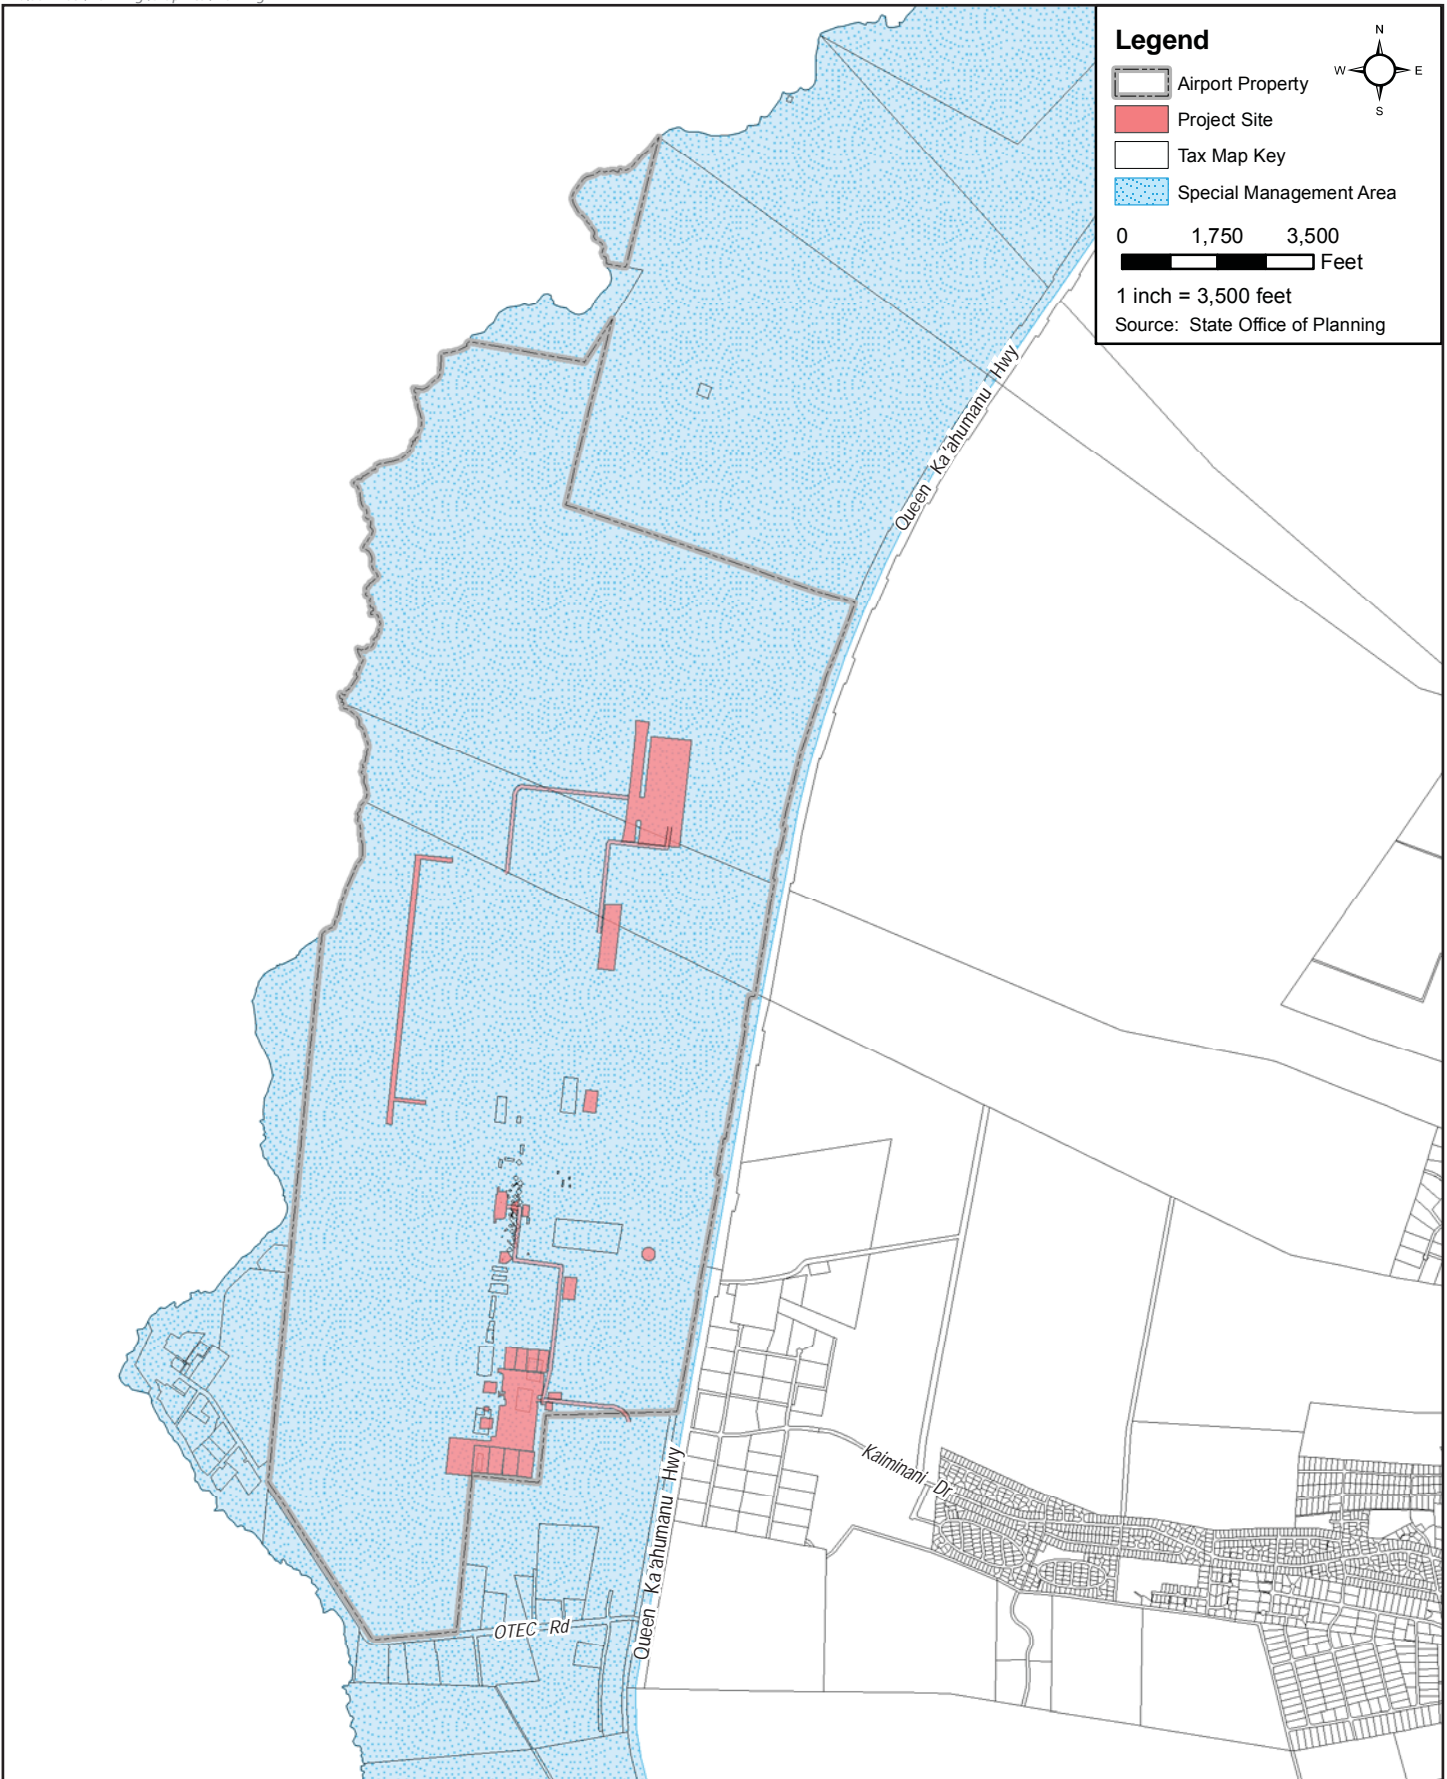 Legend
N
W
E
S
Airport Property
Project Site
Tax Map Key
Special Management Area
0 1,750 3,500
Feet
1 inch = 3,500 feet
Source: State Office of Planning
Queen Ka'ahumanu Hwy
Kaiminani Dr
Queen Ka'ahumanu Hwy
OTEC Rd